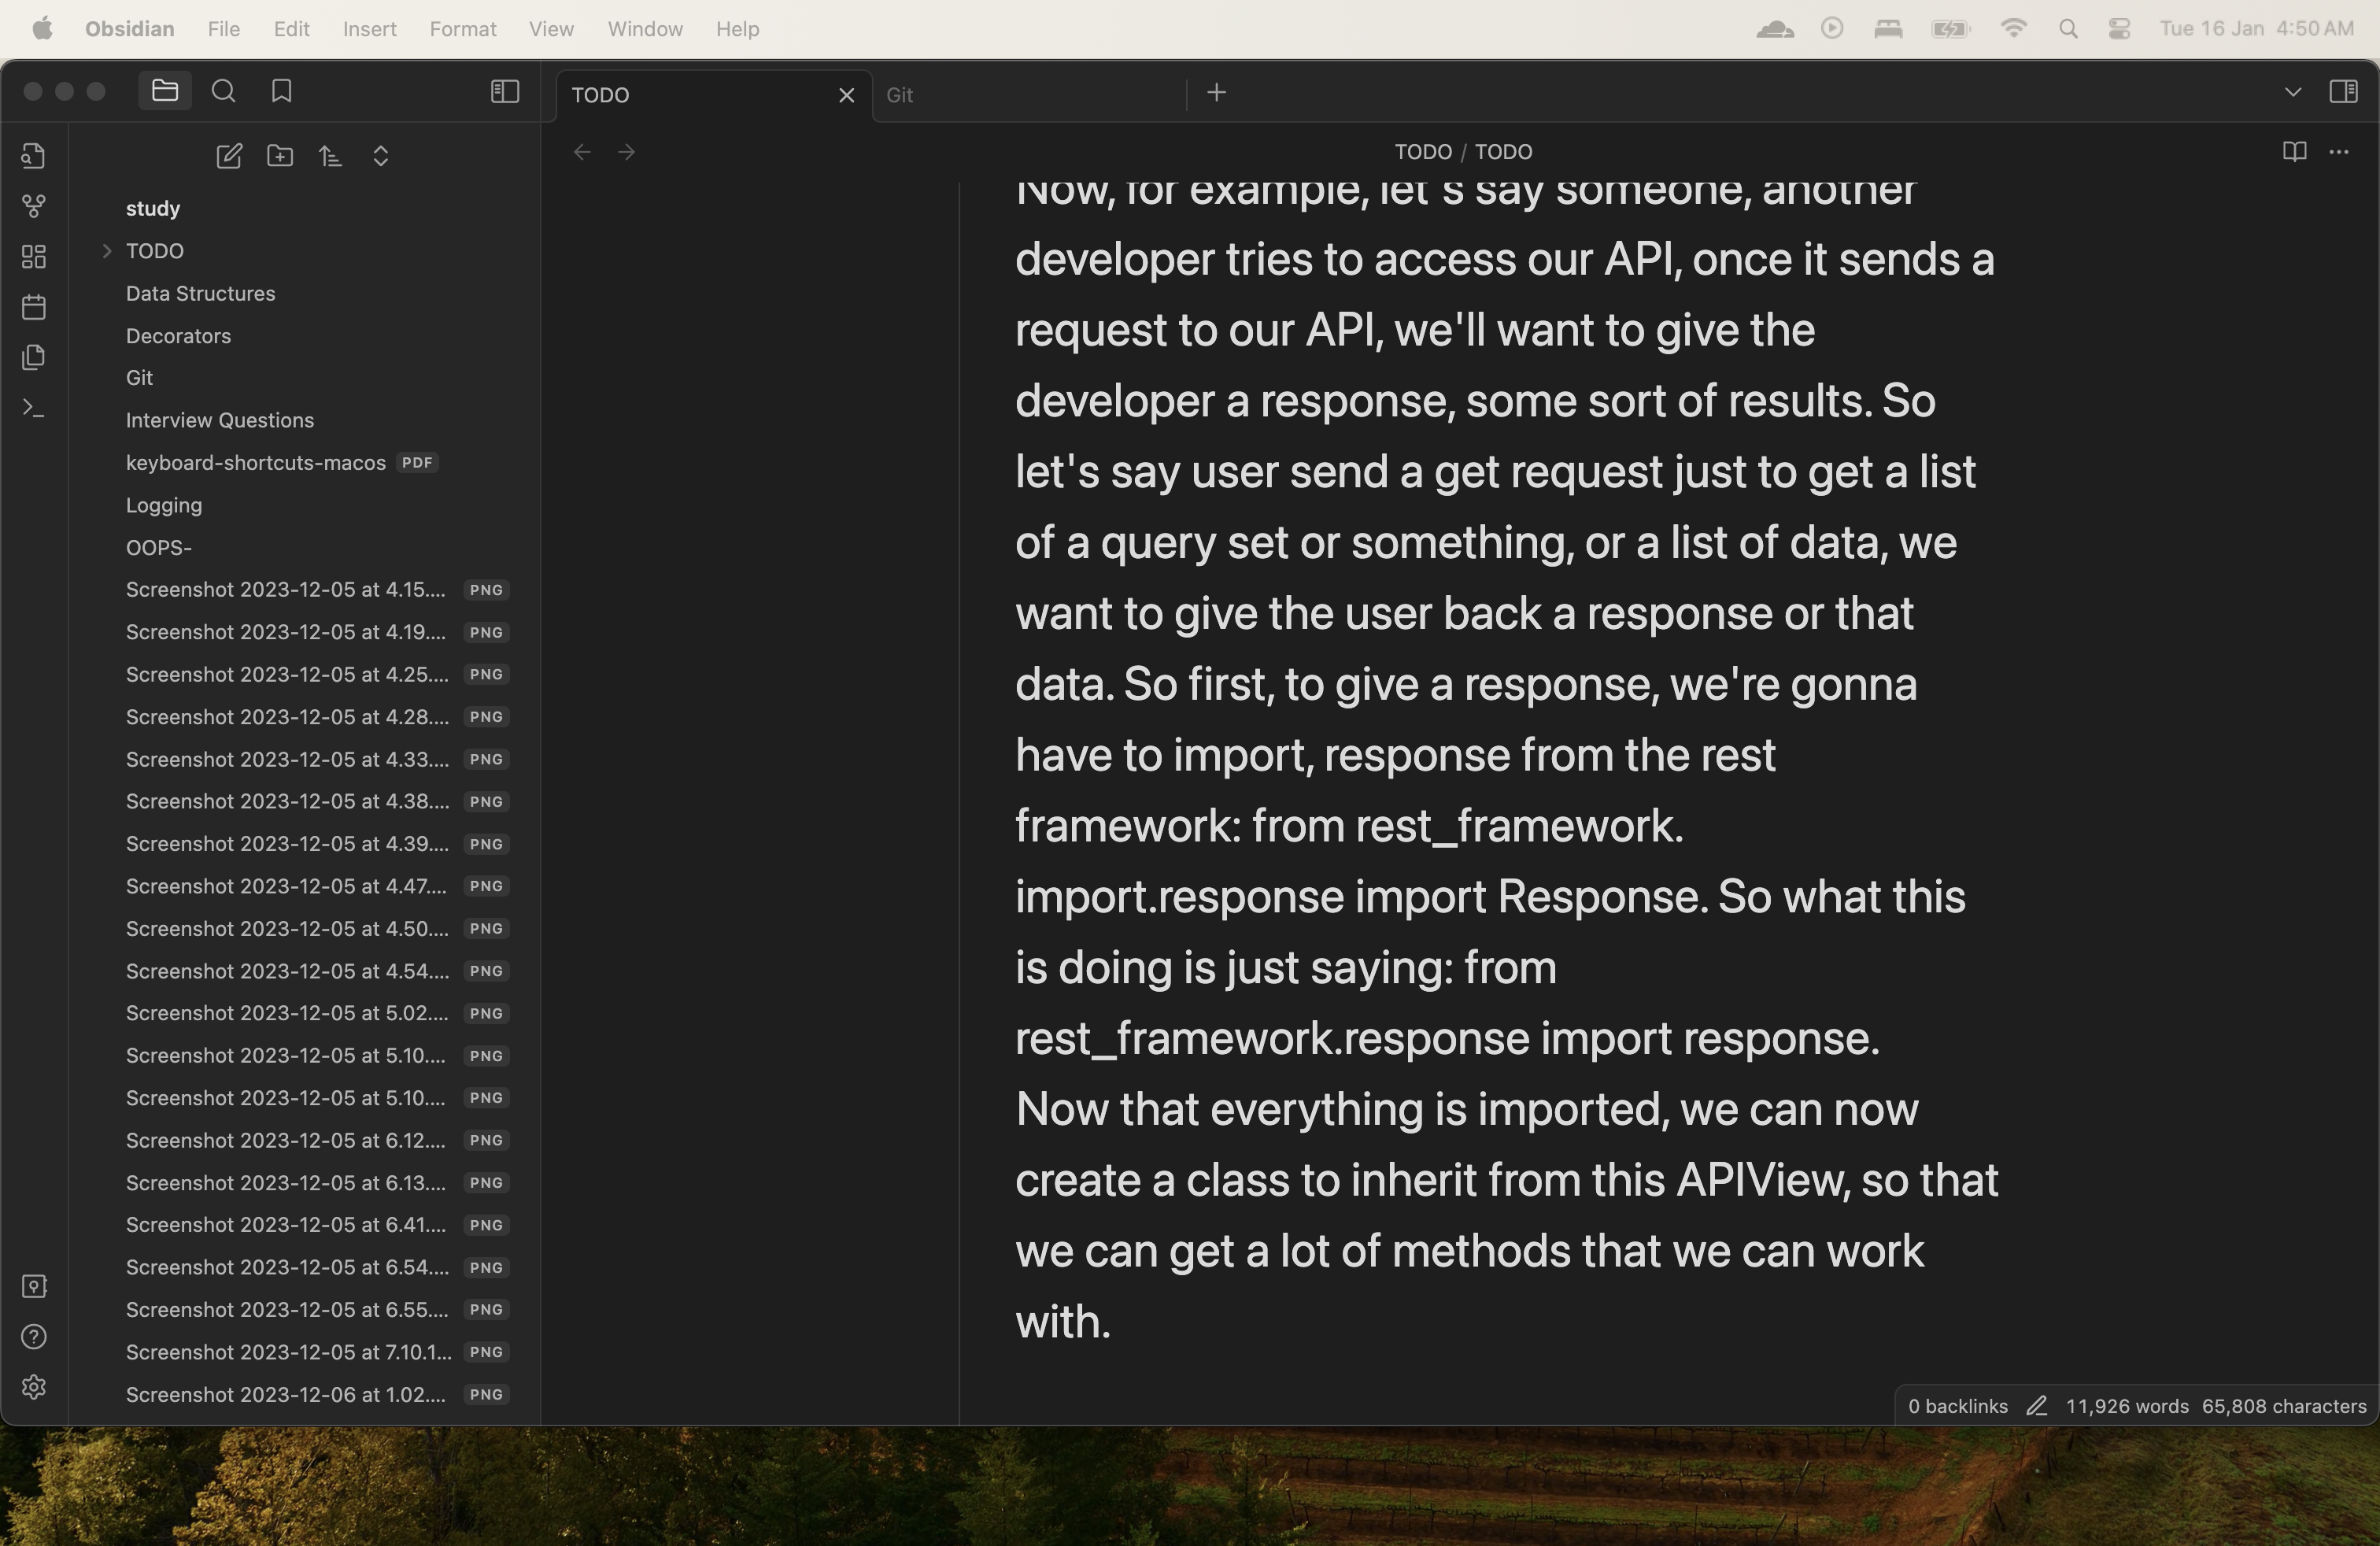 Obsidian File Edit Insert Format View Window Help Tue 16 Jan 4:50 AM
TODO Git
TODO / TODO
study
TODO
Data Structures
Decorators
Git
Interview Questions
keyboard-shortcuts-macos PDF
Logging
OOPS-
Screenshot 2023-12-05 at 4.15.... PNG
Screenshot 2023-12-05 at 4.19.... PNG
Screenshot 2023-12-05 at 4.25.... PNG
Screenshot 2023-12-05 at 4.28.... PNG
Screenshot 2023-12-05 at 4.33.... PNG
Screenshot 2023-12-05 at 4.38.... PNG
Screenshot 2023-12-05 at 4.39.... PNG
Screenshot 2023-12-05 at 4.47.... PNG
Screenshot 2023-12-05 at 4.50.... PNG
Screenshot 2023-12-05 at 4.54.... PNG
Screenshot 2023-12-05 at 5.02.... PNG
Screenshot 2023-12-05 at 5.10.... PNG
Screenshot 2023-12-05 at 5.10.... PNG
Screenshot 2023-12-05 at 6.12.... PNG
Screenshot 2023-12-05 at 6.13.... PNG
Screenshot 2023-12-05 at 6.41.... PNG
Screenshot 2023-12-05 at 6.54.... PNG
Screenshot 2023-12-05 at 6.55.... PNG
Screenshot 2023-12-05 at 7.10.1... PNG
Screenshot 2023-12-06 at 1.02.... PNG
Now, for example, let's say someone, another
developer tries to access our API, once it sends a
request to our API, we'll want to give the
developer a response, some sort of results. So
let's say user send a get request just to get a list
of a query set or something, or a list of data, we
want to give the user back a response or that
data. So first, to give a response, we're gonna
have to import, response from the rest
framework: from rest_framework.
import.response import Response. So what this
is doing is just saying: from
rest_framework.response import response.
Now that everything is imported, we can now
create a class to inherit from this APIView, so that
we can get a lot of methods that we can work
with.
0 backlinks 11,926 words 65,808 characters